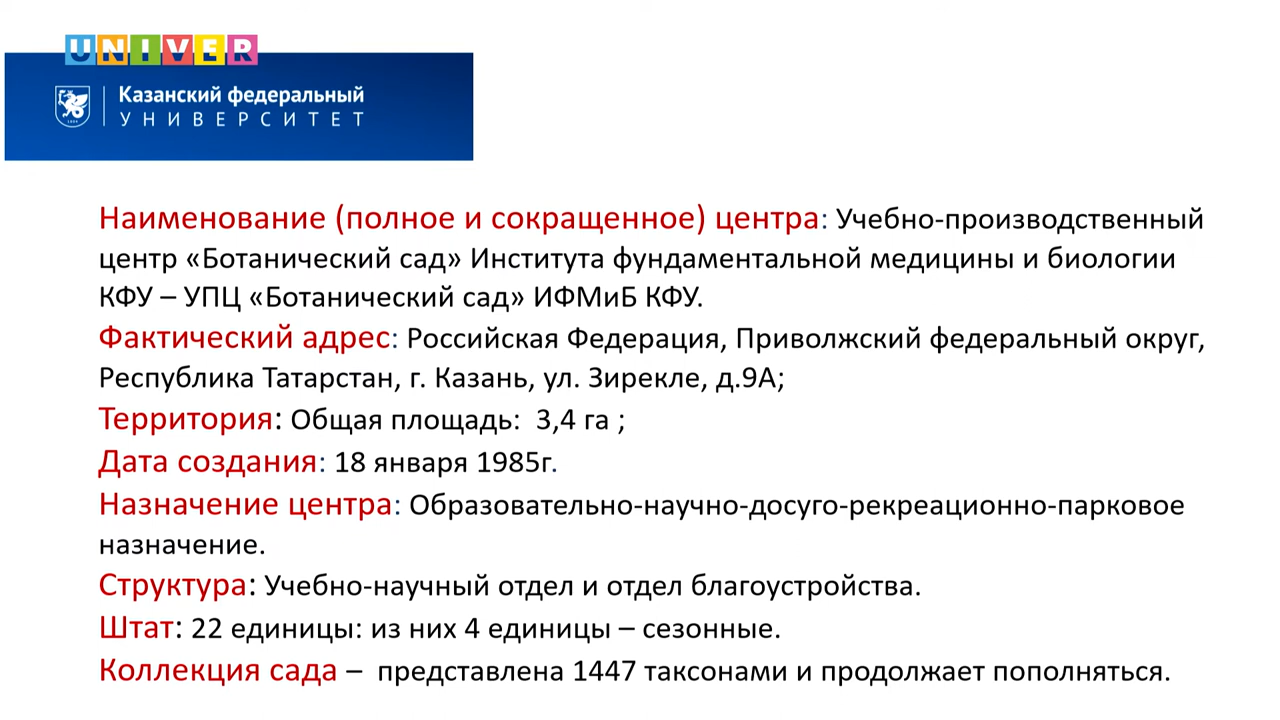 UNIVER
Казанский федеральный
УНИВЕРСИТЕТ
Наименование (полное и сокращенное) центра: Учебно-производственный
центр «Ботанический сад» Института фундаментальной медицины и биологии
КФУ – УПЦ «Ботанический сад» ИФМиБ КФУ.
Фактический адрес: Российская Федерация, Приволжский федеральный округ,
Республика Татарстан, г. Казань, ул. Зирекле, д.9А;
Территория: Общая площадь: 3,4 га ;
Дата создания: 18 января 1985г.
Назначение центра: Образовательно-научно-досуго-рекреационно-парковое
назначение.
Структура: Учебно-научный отдел и отдел благоустройства.
Штат: 22 единицы: из них 4 единицы – сезонные.
Коллекция сада – представлена 1447 таксонами и продолжает пополняться.